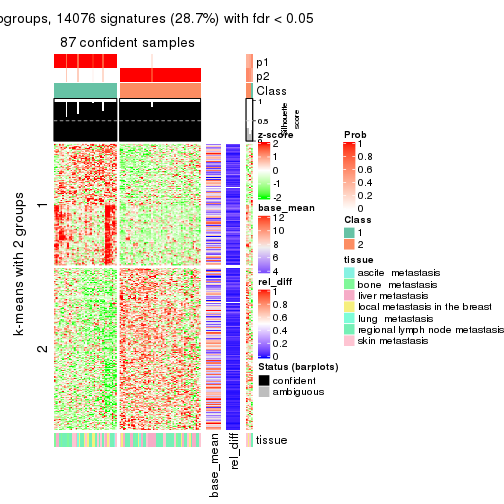 ogroups, 14076 signatures (28.7%) with fdr < 0.05
87 confident samples
p1
p2
Class
1
0.5
Silhouette
score
k-means with 2 groups
1
2
base_mean
rel_diff
tissue
z-score
2
1
0
-1
-2
base_mean
12
10
8
6
4
rel_diff
1
0.8
0.6
0.4
0.2
0
Status (barplots)
confident
ambiguous
Prob
1
0.8
0.6
0.4
0.2
0
Class
1
2
tissue
ascite metastasis
bone metastasis
liver metastasis
local metastasis in the breast
lung metastasis
regional lymph node metastasis
skin metastasis